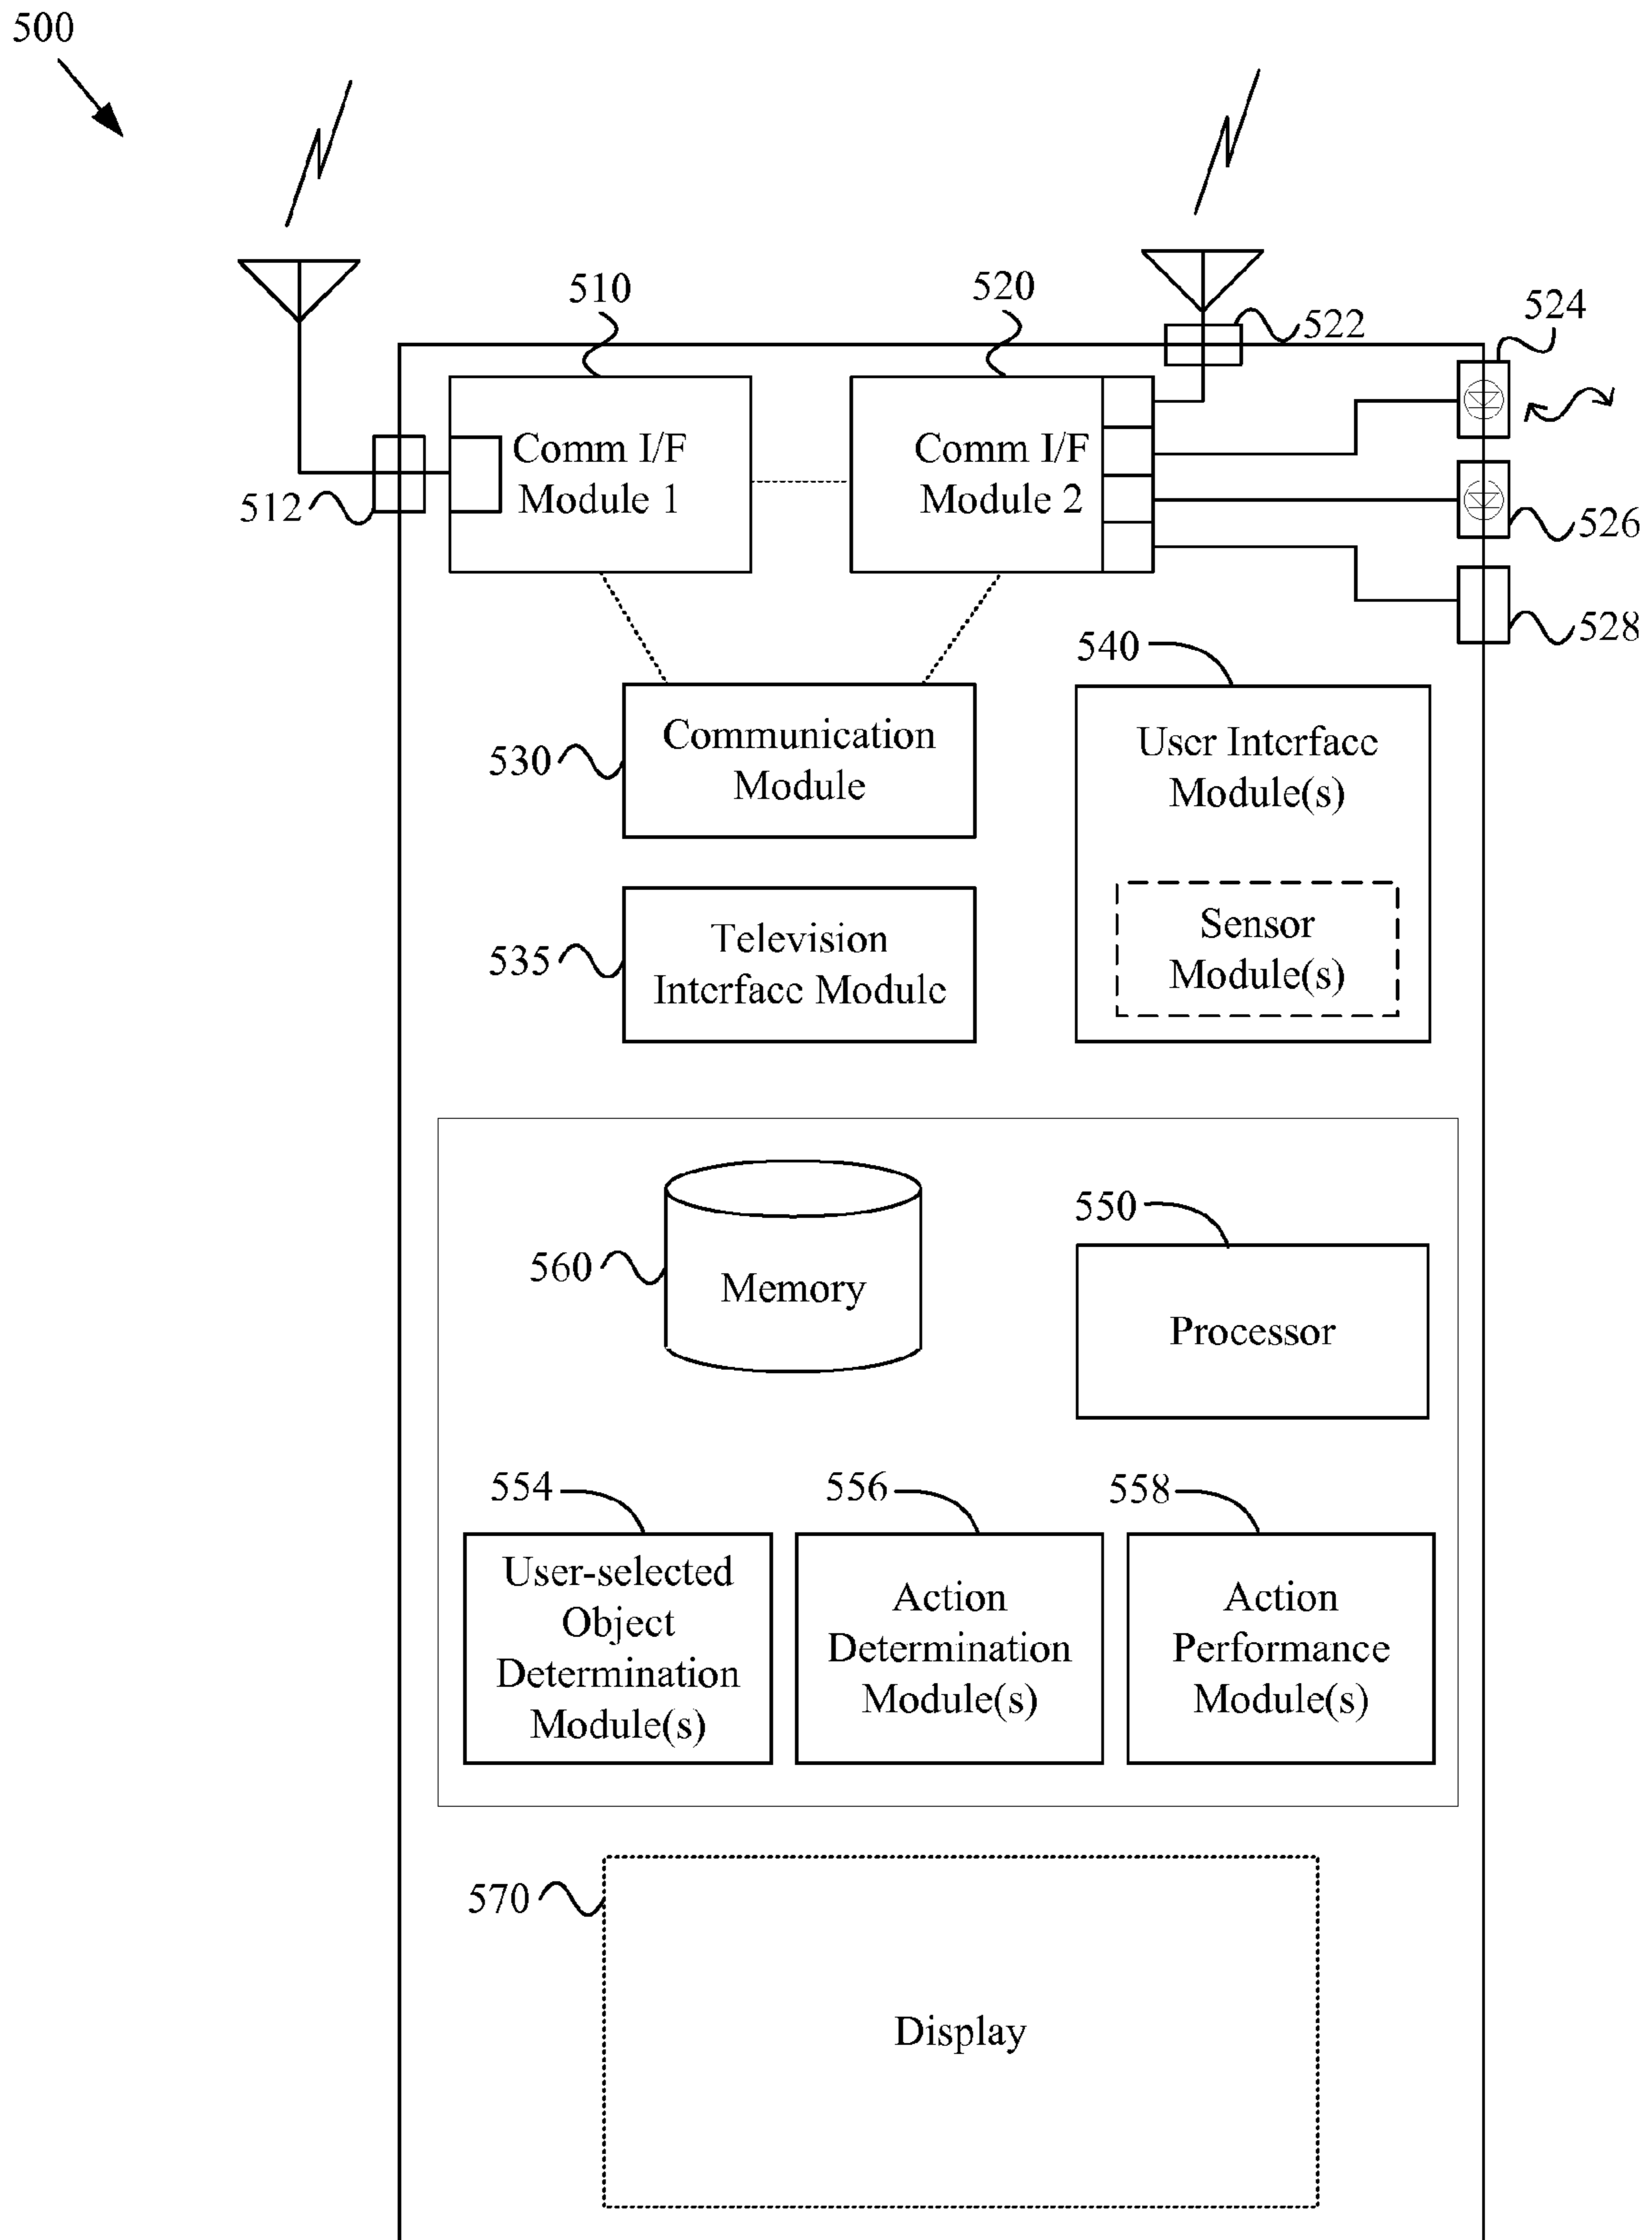 500
510
520
522
524
Comm I/F
Module 1
Comm I/F
Module 2
512
526
528
540
530
Communication
Module
User Interface
Module(s)
535
Television
Interface Module
Sensor
Module(s)
550
560
Memory
Processor
554
556
558
User-selected
Object
Determination
Module(s)
Action
Determination
Module(s)
Action
Performance
Module(s)
570
Display